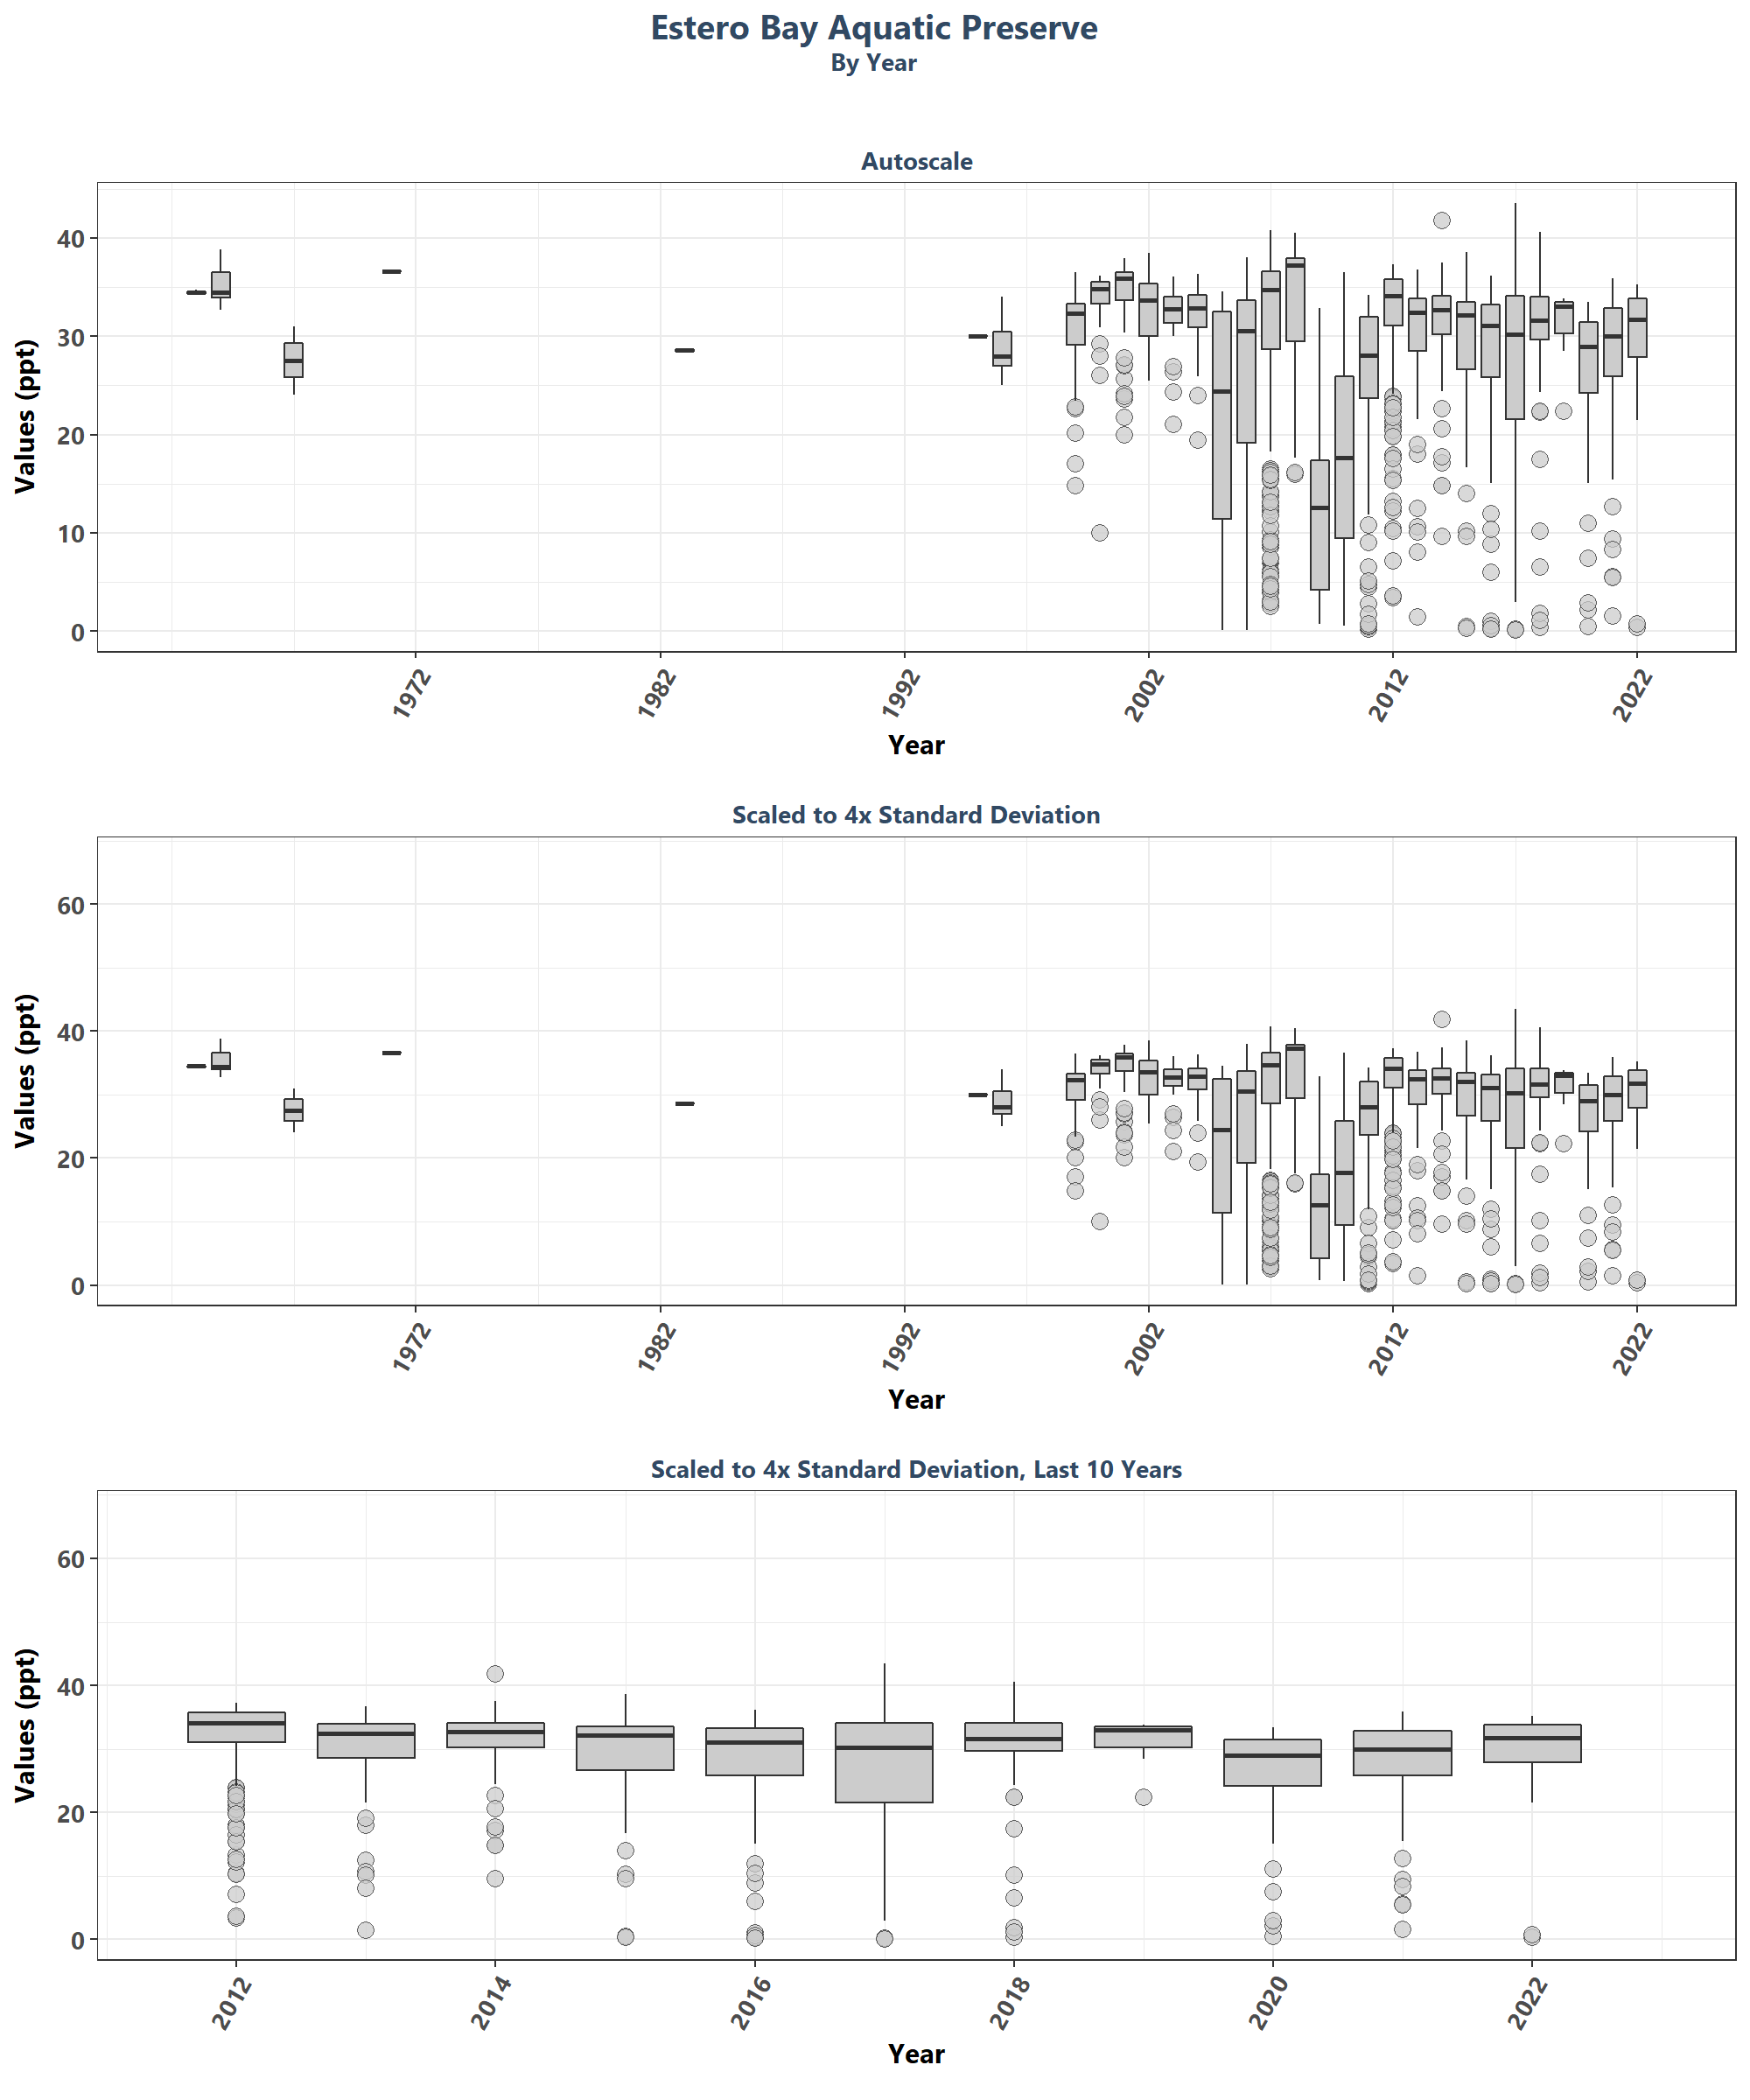 Estero Bay Aquatic Preserve
By Year
Autoscale
Values (ppt)
40
30
20
10
0
1972
1982
1992
2002
2012
2022
Year
Scaled to 4x Standard Deviation
Values (ppt)
60
40
20
0
1972
1982
1992
2002
2012
2022
Year
Scaled to 4x Standard Deviation, Last 10 Years
Values (ppt)
60
40
20
0
2012
2014
2016
2018
2020
2022
Year